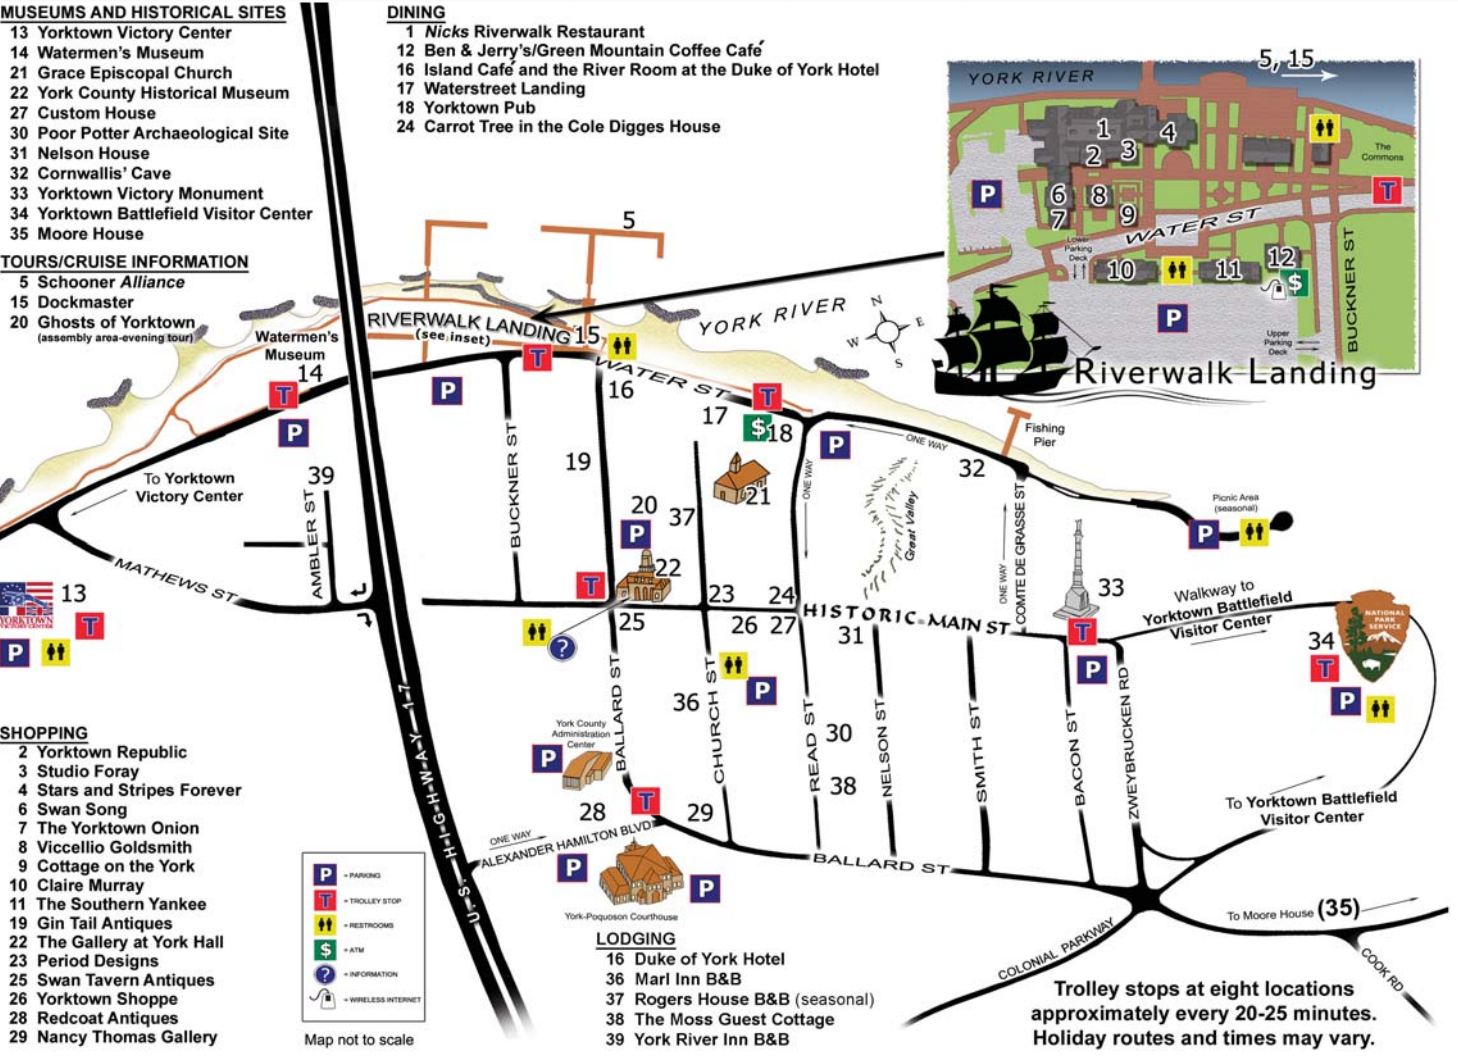 MUSEUMS AND HISTORICAL SITES
13 Yorktown Victory Center
14 Watermen's Museum
21 Grace Episcopal Church
22 York County Historical Museum
27 Custom House
30 Poor Potter Archaeological Site
31 Nelson House
32 Cornwallis' Cave
33 Yorktown Victory Monument
34 Yorktown Battlefield Visitor Center
35 Moore House
TOURS/CRUISE INFORMATION
5 Schooner Alliance
15 Dockmaster
20 Ghosts of Yorktown
(assembly area-evening tour)
DINING
1 Nicks Riverwalk Restaurant
12 Ben & Jerry's/Green Mountain Coffee Café
16 Island Café and the River Room at the Duke of York Hotel
17 Waterstreet Landing
18 Yorktown Pub
24 Carrot Tree in the Cole Digges House
YORK RIVER
5, 15
1
4
2
3
The
Commons
P
T
6
8
7
9
WATER ST
Lower
Parking
Deck
10
11
12
$
P
BUCKNER ST
Upper
Parking
Deck
Riverwalk Landing
5
RIVERWALK LANDING
(see inset)
15
YORK RIVER
N
E
S
W
Watermen's
Museum
14
T
P
T
P
WATER ST
16
17
T
$
18
P
ONE WAY
Fishing
Pier
32
To Yorktown
Victory Center
39
AMBLER ST
BUCKNER ST
19
20
P
37
21
ONE WAY
Great Valley
ONE WAY
COMTE DE GRASSE ST
Picnic Area
(seasonal)
P
MATHEWS ST
13
YORKTOWN
VICTORY CENTER
T
P
T
22
23
24
HISTORIC MAIN ST
33
T
P
Walkway to
Yorktown Battlefield
Visitor Center
NATIONAL
PARK
SERVICE
34
T
P
25
26
27
31
?
BALLARD ST
CHURCH ST
P
36
READ ST
30
38
NELSON ST
SMITH ST
BACON ST
ZWEYBRUCKEN RD
U.S. HIGHWAY 17
York County
Administration
Center
P
28
T
29
ONE WAY
ALEXANDER HAMILTON BLVD
P
P
York-Poquoson Courthouse
BALLARD ST
To Yorktown Battlefield
Visitor Center
To Moore House (35)
COLONIAL PARKWAY
COOK RD
SHOPPING
2 Yorktown Republic
3 Studio Foray
4 Stars and Stripes Forever
6 Swan Song
7 The Yorktown Onion
8 Viccellio Goldsmith
9 Cottage on the York
10 Claire Murray
11 The Southern Yankee
19 Gin Tail Antiques
22 The Gallery at York Hall
23 Period Designs
25 Swan Tavern Antiques
26 Yorktown Shoppe
28 Redcoat Antiques
29 Nancy Thomas Gallery
P = PARKING
T = TROLLEY STOP
= RESTROOMS
$ = ATM
? = INFORMATION
= WIRELESS INTERNET
Map not to scale
LODGING
16 Duke of York Hotel
36 Marl Inn B&B
37 Rogers House B&B (seasonal)
38 The Moss Guest Cottage
39 York River Inn B&B
Trolley stops at eight locations
approximately every 20-25 minutes.
Holiday routes and times may vary.